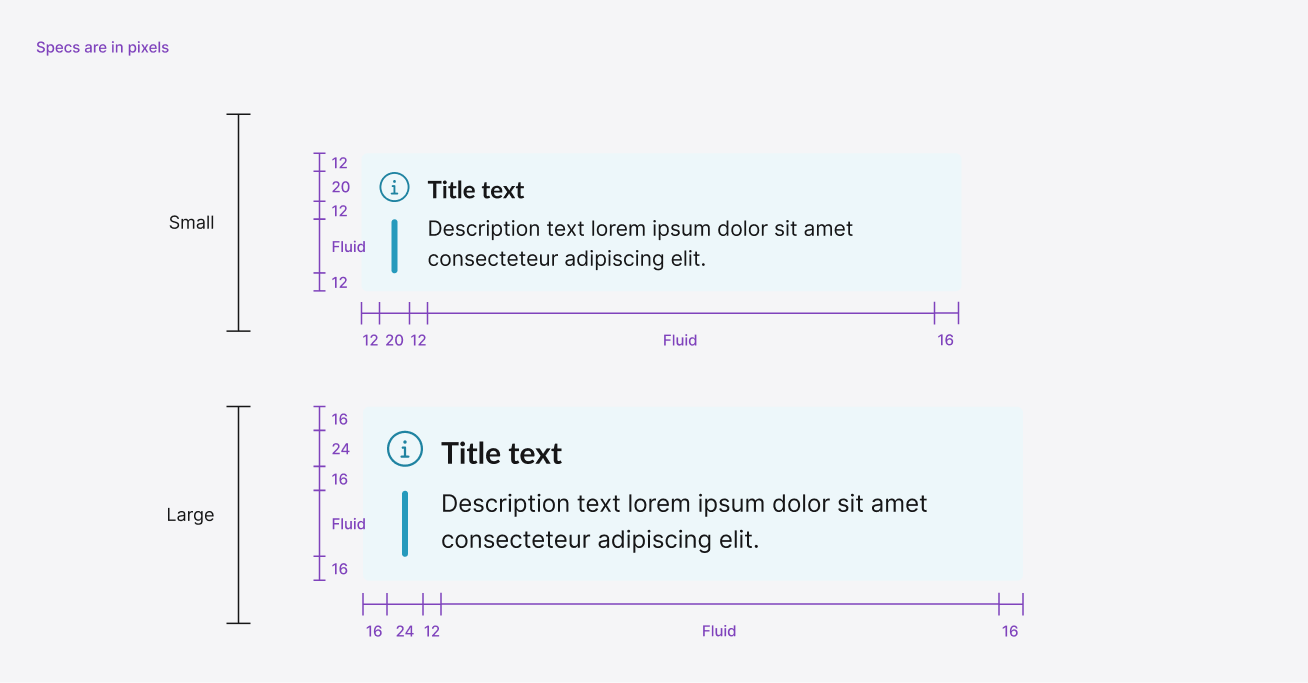 Specs are in pixels
Small
12
20
12
Fluid
12
i
Title text
Description text lorem ipsum dolor sit amet
consecteteur adipiscing elit.
12 20 12 Fluid 16
Large
16
24
16
Fluid
16
i
Title text
Description text lorem ipsum dolor sit amet
consecteteur adipiscing elit.
16 24 12 Fluid 16